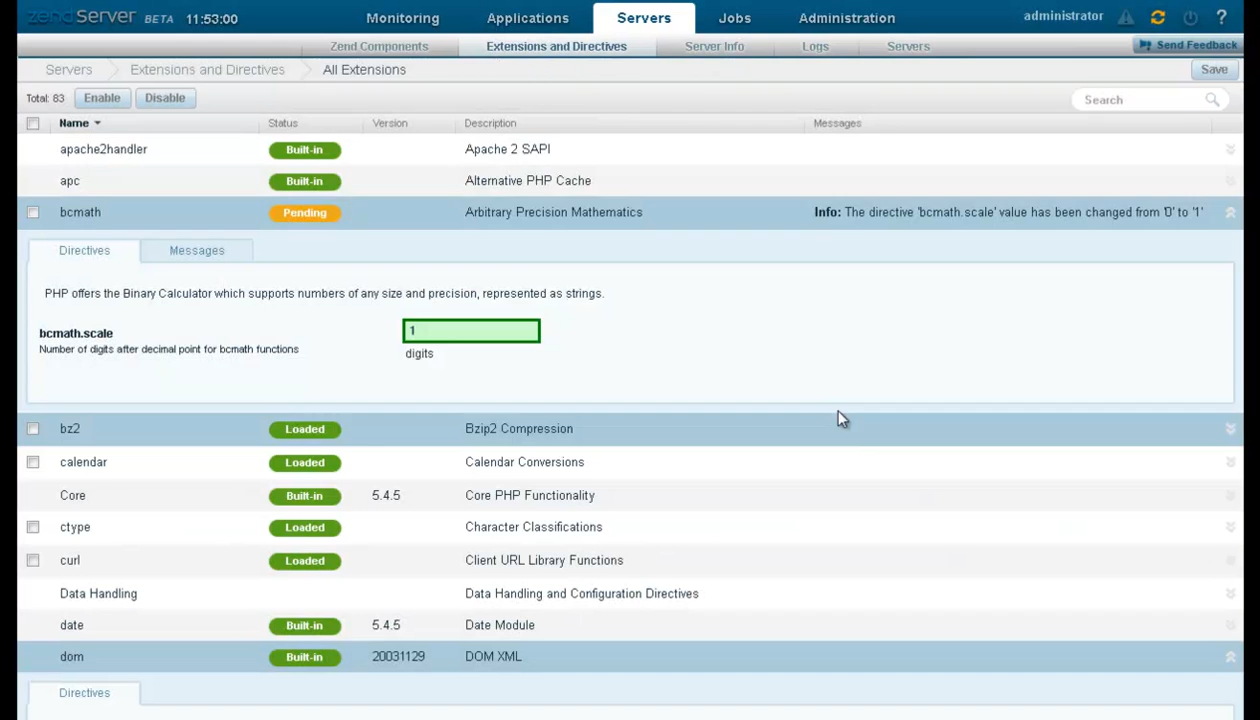 zendServer BETA 11:53:00 Monitoring Applications Servers Jobs Administration administrator ?
Zend Components Extensions and Directives Server Info Logs Servers Send Feedback
Servers Extensions and Directives All Extensions Save
Total: 83 Enable Disable Search
Name Status Version Description Messages
apache2handler Built-in Apache 2 SAPI
apc Built-in Alternative PHP Cache
bcmath Pending Arbitrary Precision Mathematics Info: The directive 'bcmath.scale' value has been changed from '0' to '1'
Directives Messages
PHP offers the Binary Calculator which supports numbers of any size and precision, represented as strings.
bcmath.scale 1
Number of digits after decimal point for bcmath functions
digits
bz2 Loaded Bzip2 Compression
calendar Loaded Calendar Conversions
Core Built-in 5.4.5 Core PHP Functionality
ctype Loaded Character Classifications
curl Loaded Client URL Library Functions
Data Handling Data Handling and Configuration Directives
date Built-in 5.4.5 Date Module
dom Built-in 20031129 DOM XML
Directives